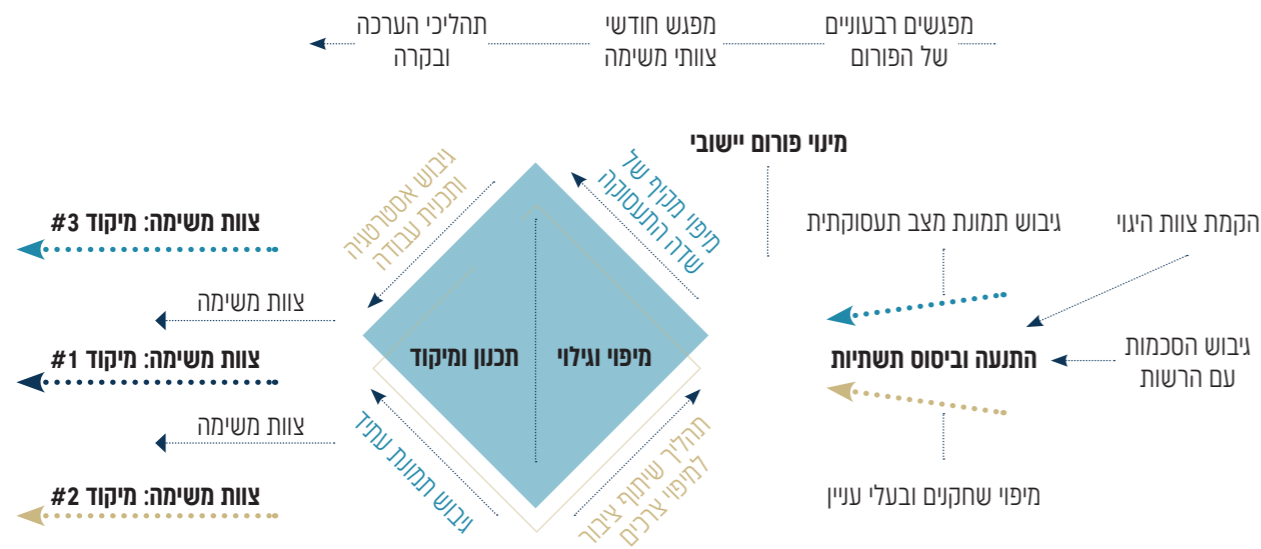 מפגשים רבעוניים
של הפורום
מפגש חודשי
צוותי משימה
תהליכי הערכה
ובקרה
מינוי פורום יישובי
הקמת צוות היגוי
גיבוש הסכמות
עם הרשות
גיבוש תמונת מצב תעסוקתית
התנעה וביסוס תשתיות
מיפוי שחקנים ובעלי עניין
מיפוי מקיף של
שדה התעסוקה
תהליך שיתוף ציבור
למיפוי צרכים
מיפוי וגילוי
תכנון ומיקוד
גיבוש אסטרטגיה
ותכנית עבודה
גיבוש תמונת עתיד
צוות משימה: מיקוד #3
צוות משימה
צוות משימה: מיקוד #1
צוות משימה
צוות משימה: מיקוד #2